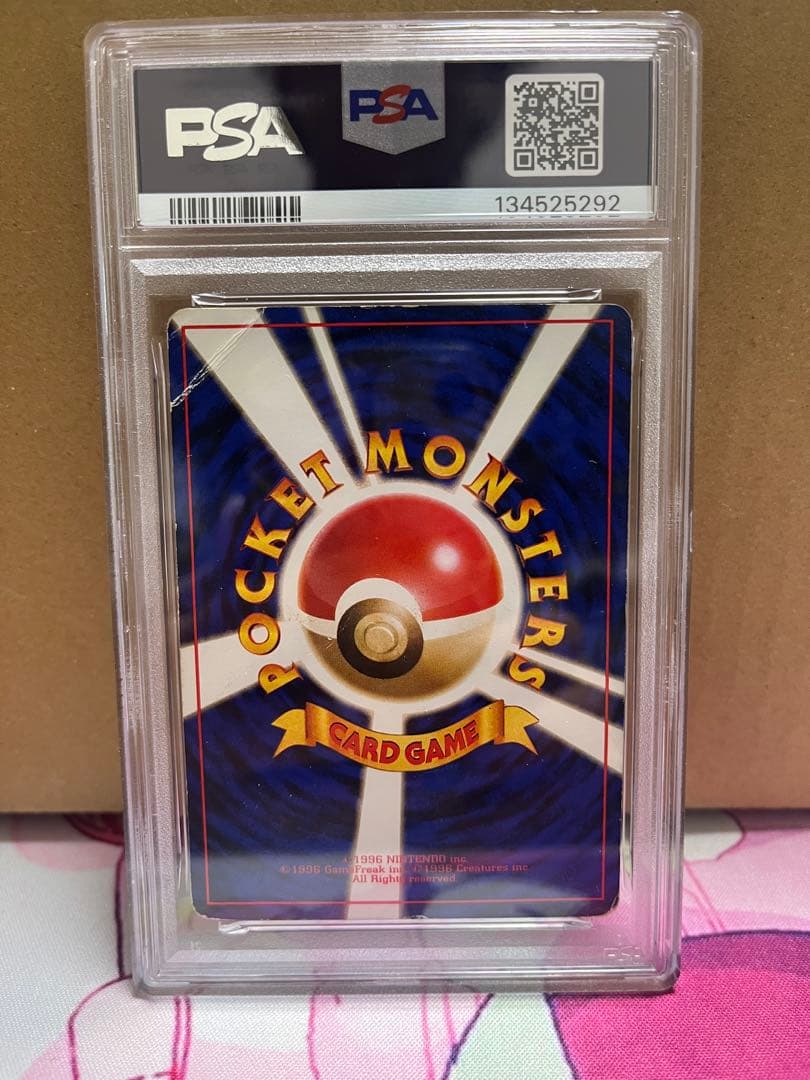 PSA
PSA
134525292
POCKET MONSTERS
CARD GAME
©1996 NINTENDO inc.
©1996 GameFreak inc. ©1996 Creatures inc.
All Rights reserved.